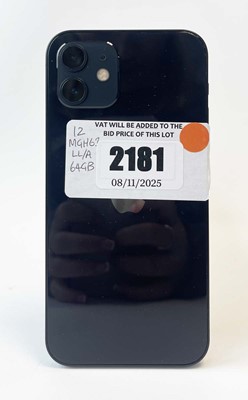 VAT WILL BE ADDED TO THE
BID PRICE OF THIS LOT
12
MGH63
LL/A
64GB
2181
08/11/2025